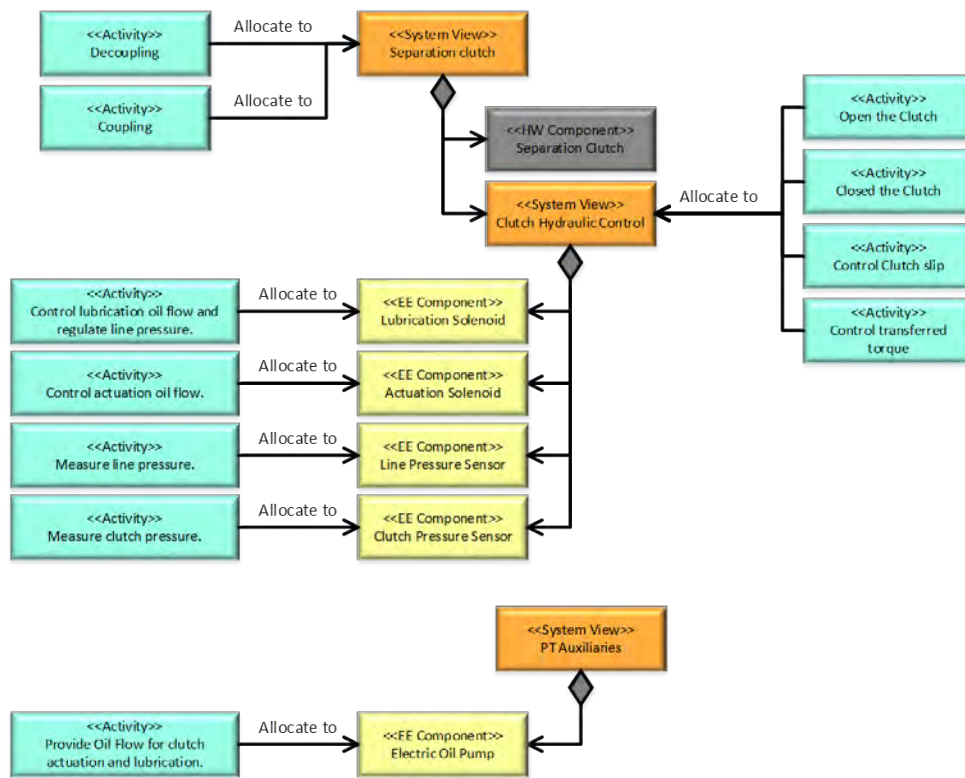 <<Activity>>
Decoupling
Allocate to
<<System View>>
Separation clutch
<<Activity>>
Coupling
Allocate to
<<HW Component>>
Separation Clutch
<<System View>>
Clutch Hydraulic Control
Allocate to
<<Activity>>
Open the Clutch
<<Activity>>
Closed the Clutch
<<Activity>>
Control Clutch slip
<<Activity>>
Control transferred
torque
<<Activity>>
Control lubrication oil flow and
regulate line pressure.
Allocate to
<<EE Component>>
Lubrication Solenoid
<<Activity>>
Control actuation oil flow.
Allocate to
<<EE Component>>
Actuation Solenoid
<<Activity>>
Measure line pressure.
Allocate to
<<EE Component>>
Line Pressure Sensor
<<Activity>>
Measure clutch pressure.
Allocate to
<<EE Component>>
Clutch Pressure Sensor
<<System View>>
PT Auxiliaries
<<Activity>>
Provide Oil Flow for clutch
actuation and lubrication.
Allocate to
<<EE Component>>
Electric Oil Pump